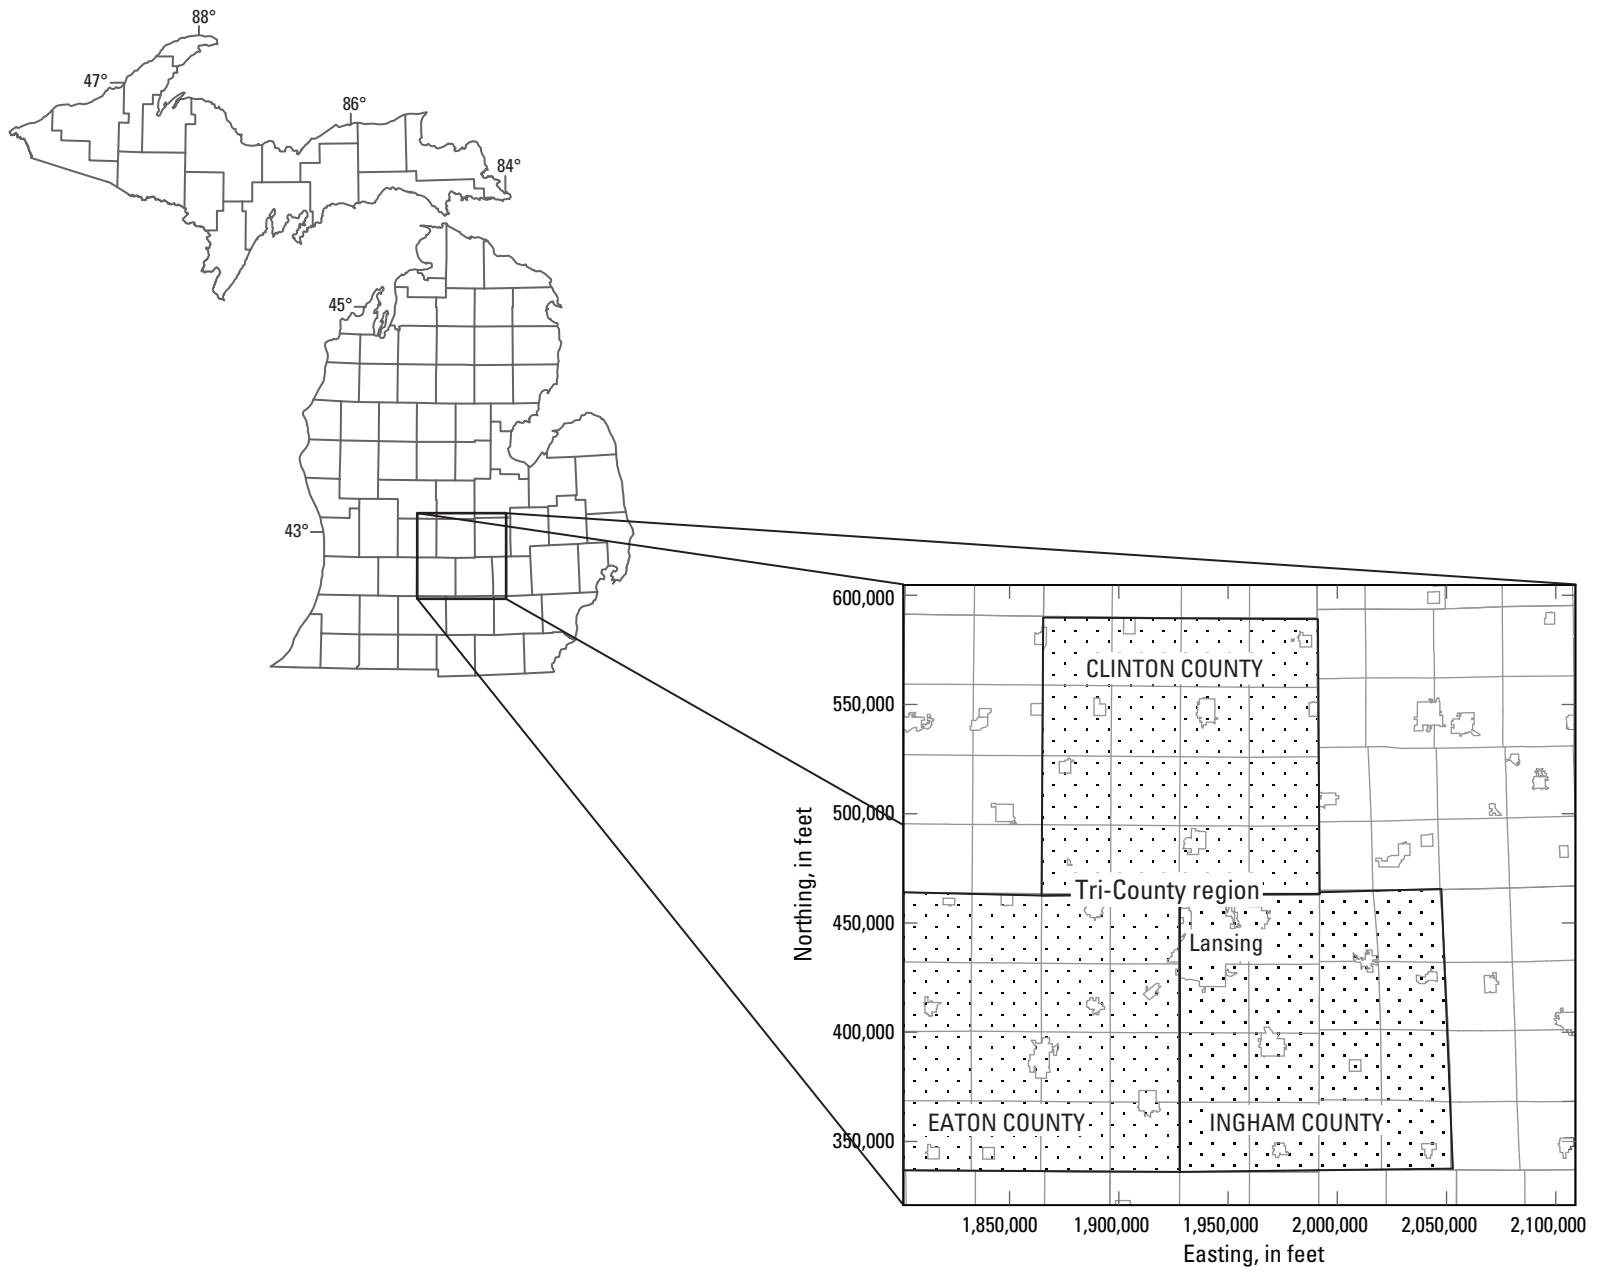 88°
47°
86°
84°
45°
43°
600,000
CLINTON COUNTY
550,000
500,000
Northing, in feet
Tri-County region
450,000
Lansing
400,000
EATON COUNTY
INGHAM COUNTY
350,000
1,850,000
1,900,000
1,950,000
2,000,000
2,050,000
2,100,000
Easting, in feet